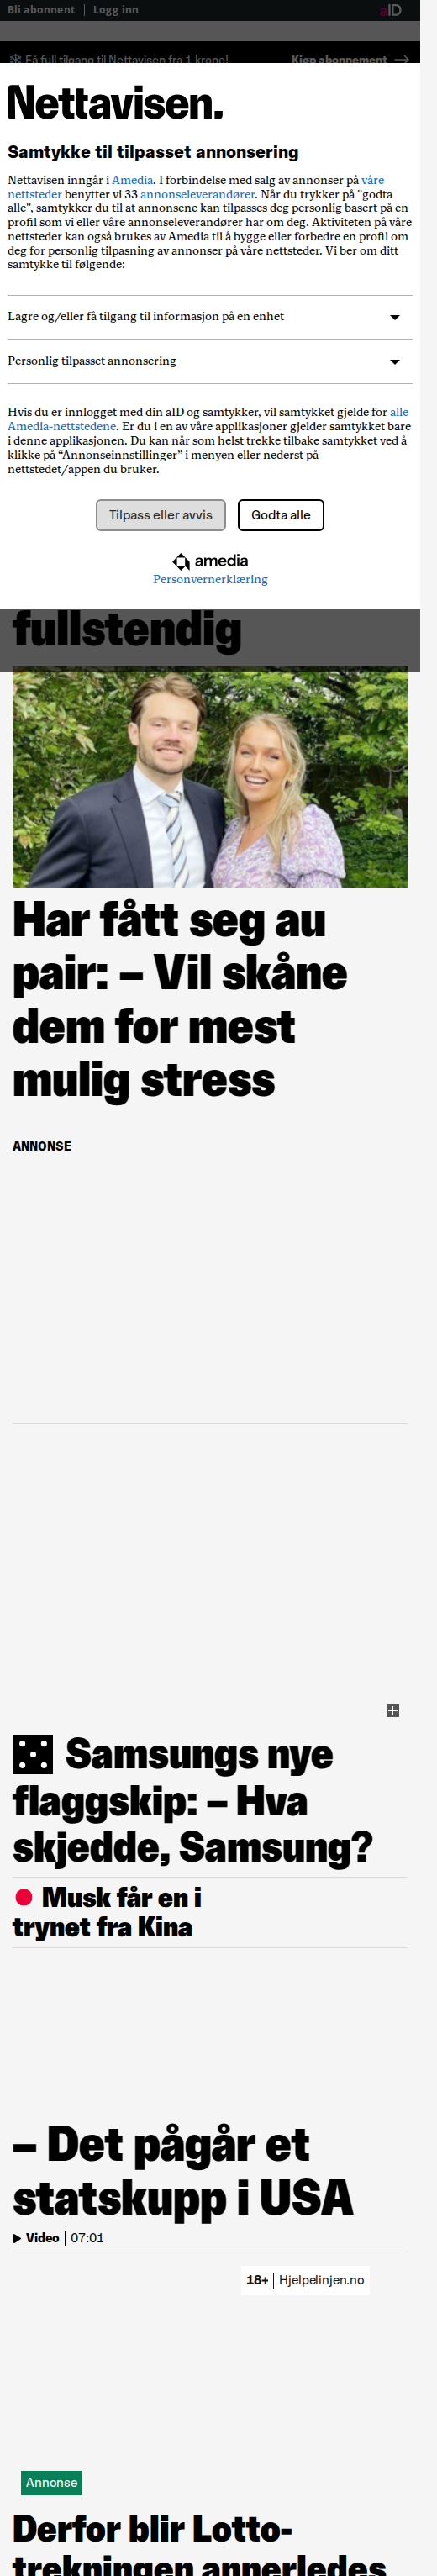 Bli abonnent | Logg inn aID
Få full tilgang til Nettavisen fra 1 krone! Kjøp abonnement
Nettavisen.
Samtykke til tilpasset annonsering
Nettavisen inngår i Amedia. I forbindelse med salg av annonser på våre
nettsteder benytter vi 33 annonseleverandører. Når du trykker på "godta
alle", samtykker du til at annonsene kan tilpasses deg personlig basert på en
profil som vi eller våre annonseleverandører har om deg. Aktiviteten på våre
nettsteder kan også brukes av Amedia til å bygge eller forbedre en profil om
deg for personlig tilpasning av annonser på våre nettsteder. Vi ber om ditt
samtykke til følgende:
Lagre og/eller få tilgang til informasjon på en enhet
Personlig tilpasset annonsering
Hvis du er innlogget med din aID og samtykker, vil samtykket gjelde for alle
Amedia-nettstedene. Er du i en av våre applikasjoner gjelder samtykket bare
i denne applikasjonen. Du kan når som helst trekke tilbake samtykket ved å
klikke på “Annonseinnstillinger” i menyen eller nederst på
nettstedet/appen du bruker.
Tilpass eller avvis Godta alle
amedia
Personvernerklæring
fullstendig
Har fått seg au
pair: – Vil skåne
dem for mest
mulig stress
ANNONSE
Samsungs nye
flaggskip: – Hva
skjedde, Samsung?
Musk får en i
trynet fra Kina
– Det pågår et
statskupp i USA
Video | 07:01
18+ | Hjelpelinjen.no
Annonse
Derfor blir Lotto-
trekningen annerledes